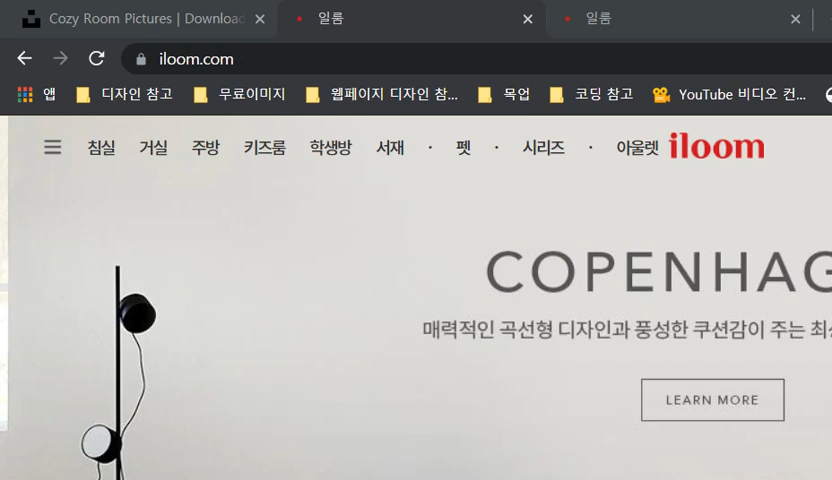 Cozy Room Pictures | Download
일룸
일룸
iloom.com
앱 디자인 참고 무료이미지 웹페이지 디자인 참... 목업 코딩 참고 YouTube 비디오 컨...
침실 거실 주방 키즈룸 학생방 서재 · 펫 · 시리즈 · 아울렛 iloom
COPENHAG
매력적인 곡선형 디자인과 풍성한 쿠션감이 주는 최
LEARN MORE